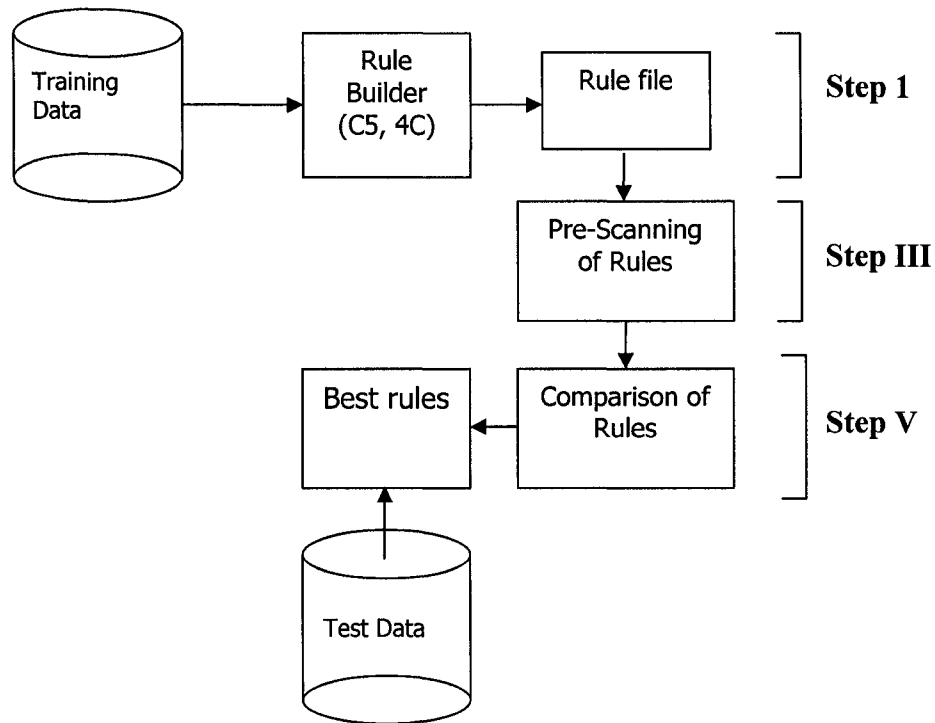 Training
Data
Rule
Builder
(C5, 4C)
Rule file
Step 1
Pre-Scanning
of Rules
Step III
Best rules
Comparison of
Rules
Step V
Test Data